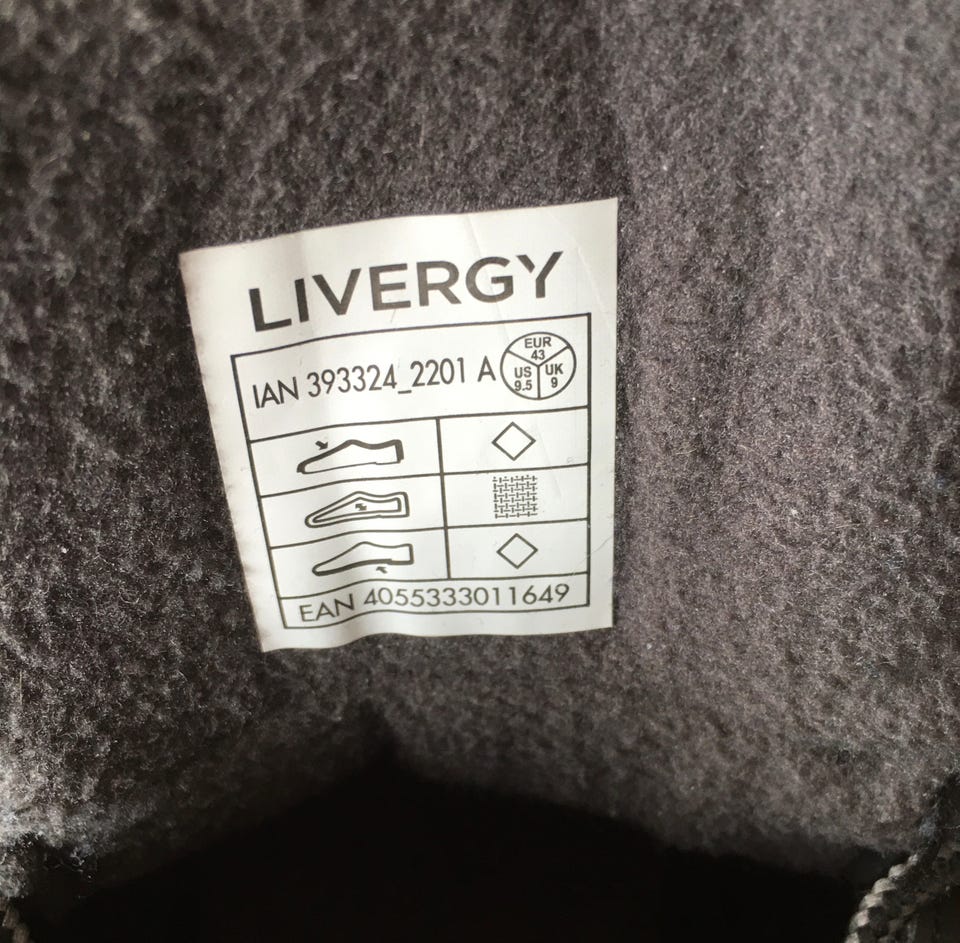 LIVERGY
IAN 393324_2201 A
EUR
43
US
9.5
UK
9
EAN 4055333011649